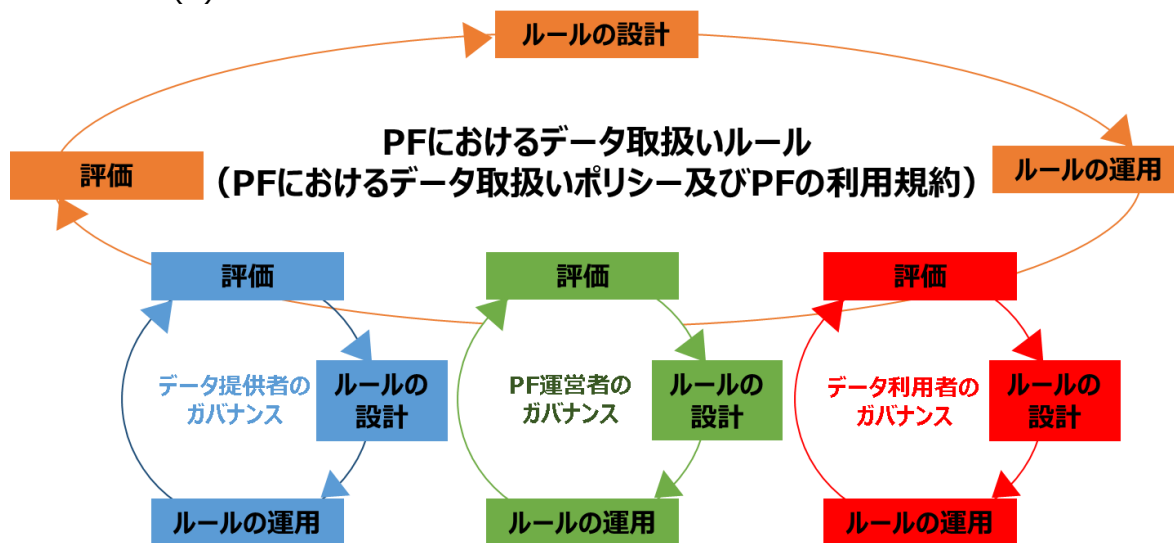 ルールの設計
PFにおけるデータ取扱いルール
（PFにおけるデータ取扱いポリシー及びPFの利用規約）
評価
ルールの運用
評価
データ提供者の
ガバナンス
ルールの
設計
ルールの運用
評価
PF運営者の
ガバナンス
ルールの
設計
ルールの運用
評価
データ利用者の
ガバナンス
ルールの
設計
ルールの運用